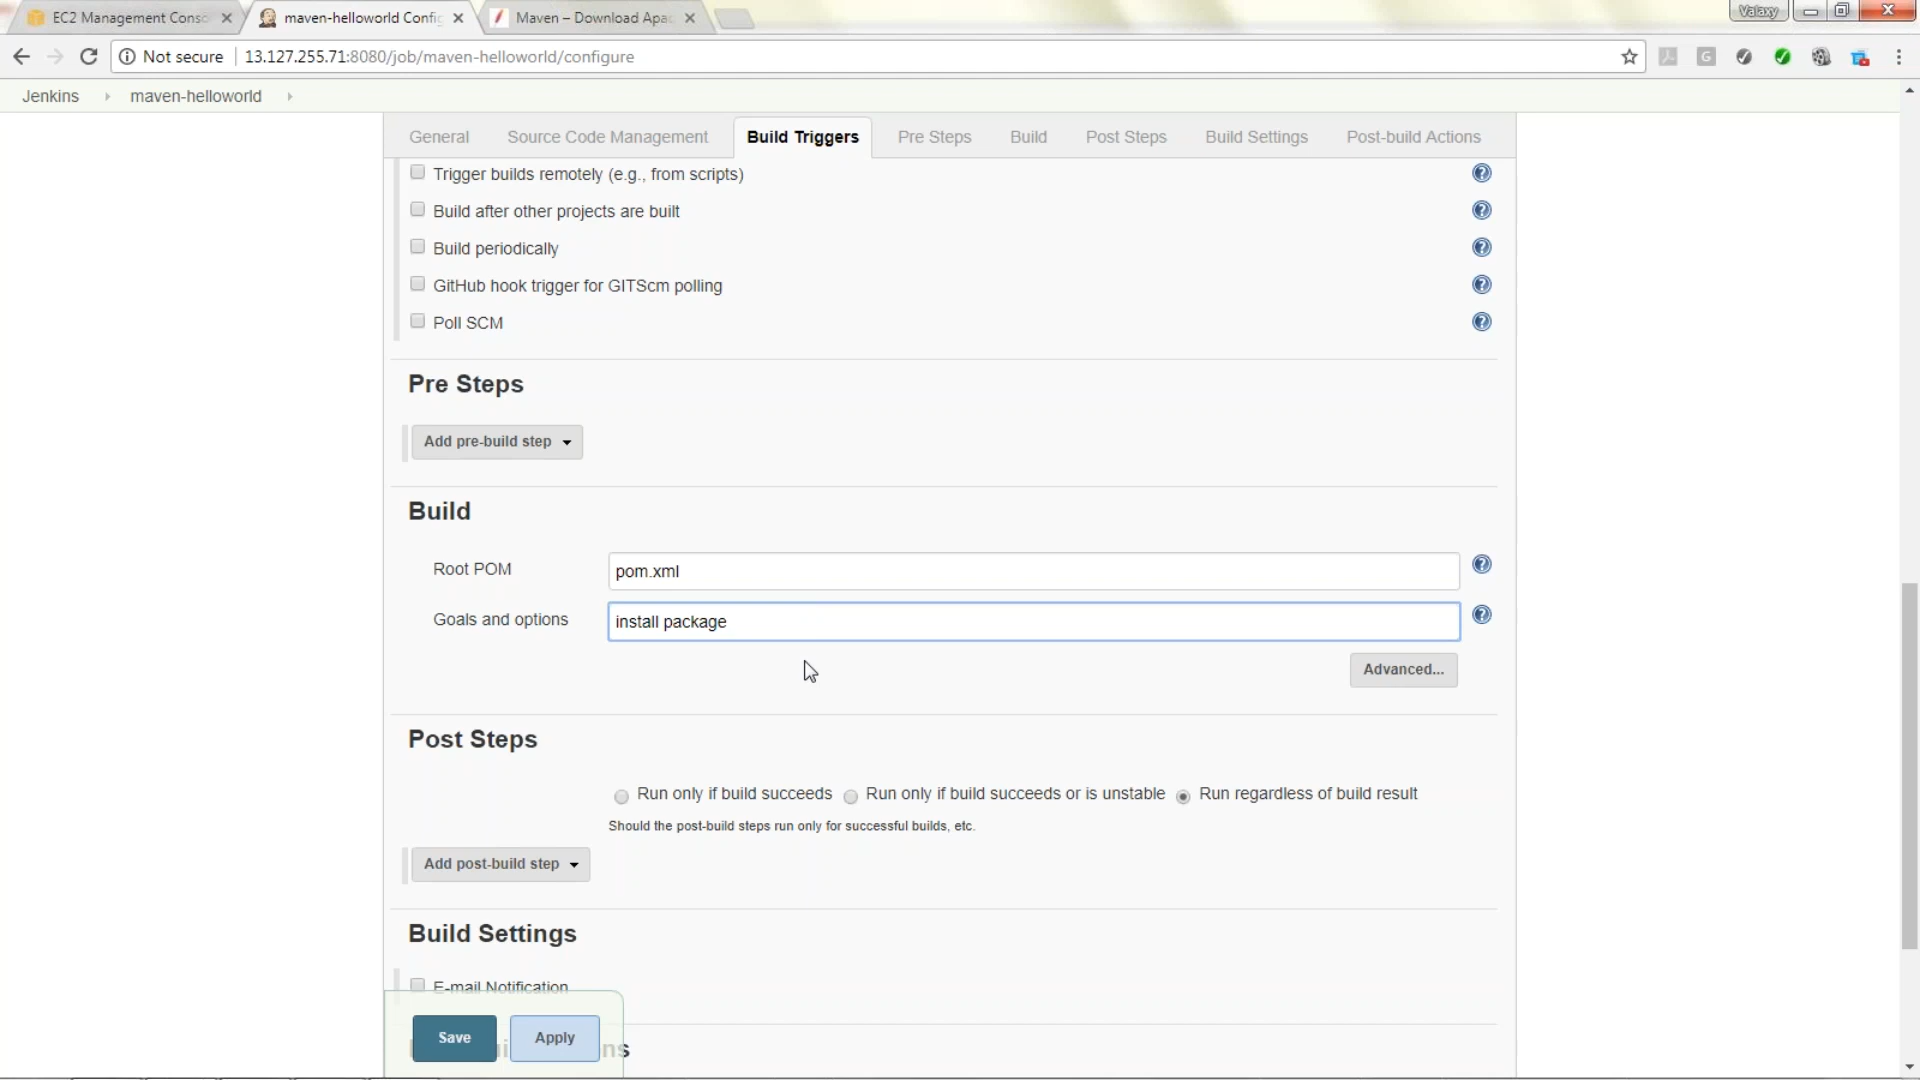 EC2 Management Conso
maven-helloworld Config
Maven – Download Apac
Valaxy
Not secure
13.127.255.71:8080/job/maven-helloworld/configure
Jenkins
maven-helloworld
General
Source Code Management
Build Triggers
Pre Steps
Build
Post Steps
Build Settings
Post-build Actions
Trigger builds remotely (e.g., from scripts)
Build after other projects are built
Build periodically
GitHub hook trigger for GITScm polling
Poll SCM
Pre Steps
Add pre-build step
Build
Root POM
pom.xml
Goals and options
install package
Advanced...
Post Steps
Run only if build succeeds
Run only if build succeeds or is unstable
Run regardless of build result
Should the post-build steps run only for successful builds, etc.
Add post-build step
Build Settings
E-mail Notification
Save
Apply